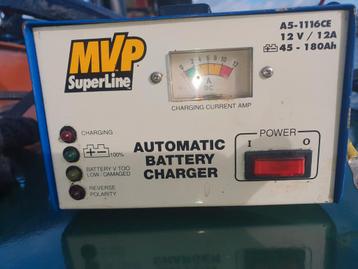 MVP
SuperLine
A5-1116CE
12 V / 12A
45 - 180Ah
A
DC
CHARGING CURRENT AMP
CHARGING
100%
BATTERY V TOO
LOW / DAMAGED
REVERSE
POLARITY
AUTOMATIC
BATTERY
CHARGER
POWER
I O